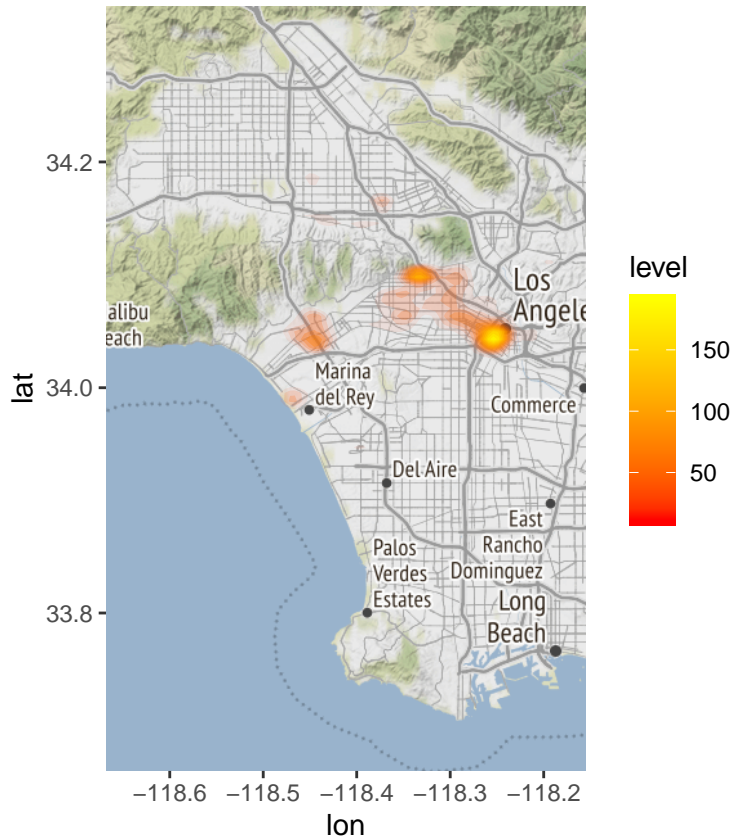 34.2
34.0
33.8
lat
−118.6
−118.5
−118.4
−118.3
−118.2
lon
alibu
each
Los
Angele
Marina
del Rey
Commerce
Del Aire
East
Rancho
Dominguez
Palos
Verdes
Estates
Long
Beach
level
150
100
50